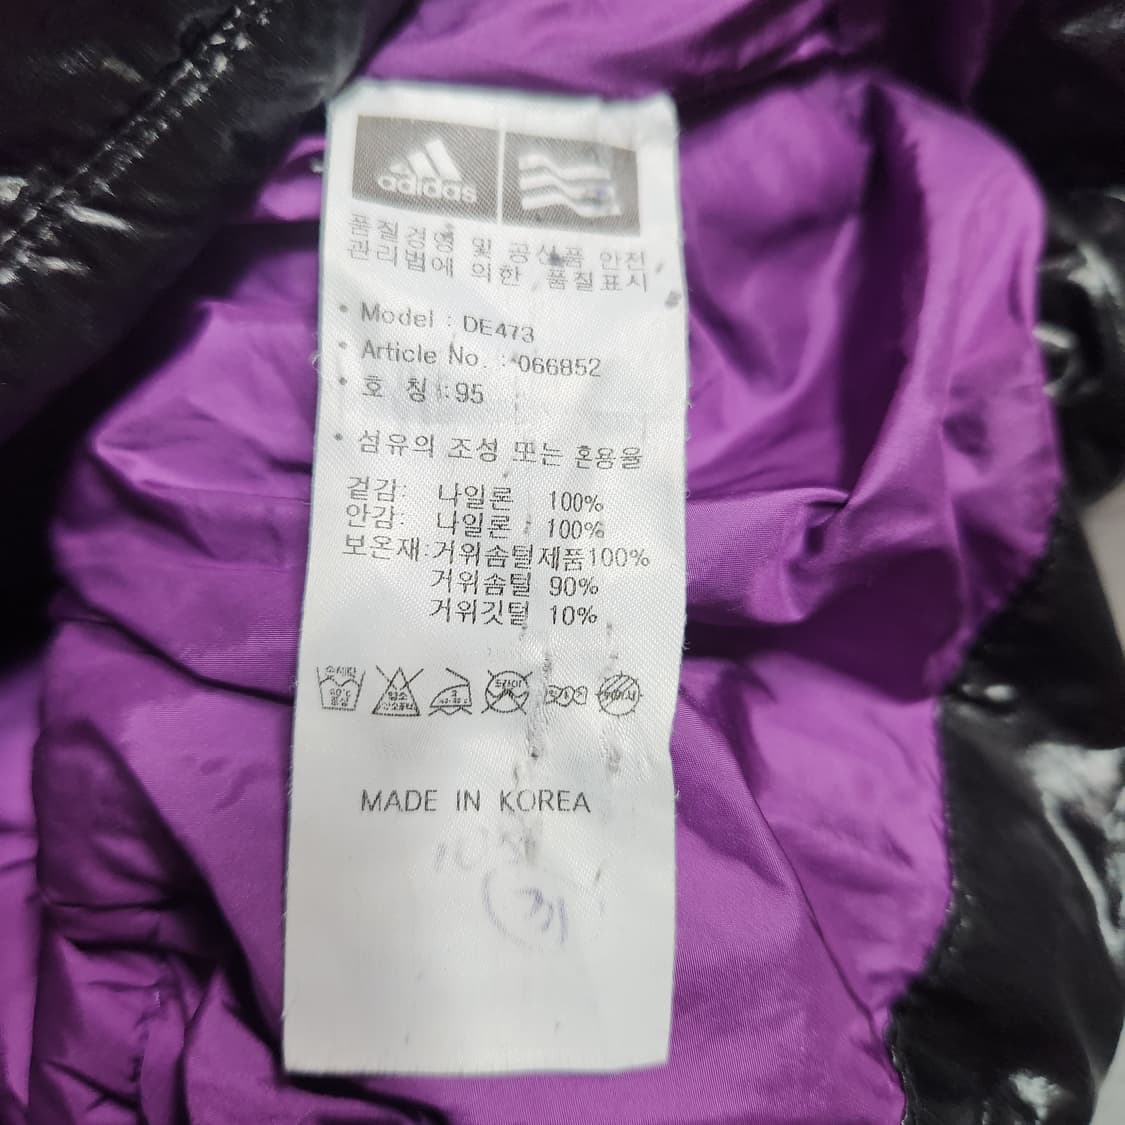 adidas
품질경영 및 공산품 안전
관리법에 의한 품질표시
• Model : DE473
• Article No. : 066852
• 호 칭 : 95
• 섬유의 조성 또는 혼용율
겉감: 나일론 100%
안감: 나일론 100%
보온재:거위솜털제품100%
거위솜털 90%
거위깃털 10%
MADE IN KOREA